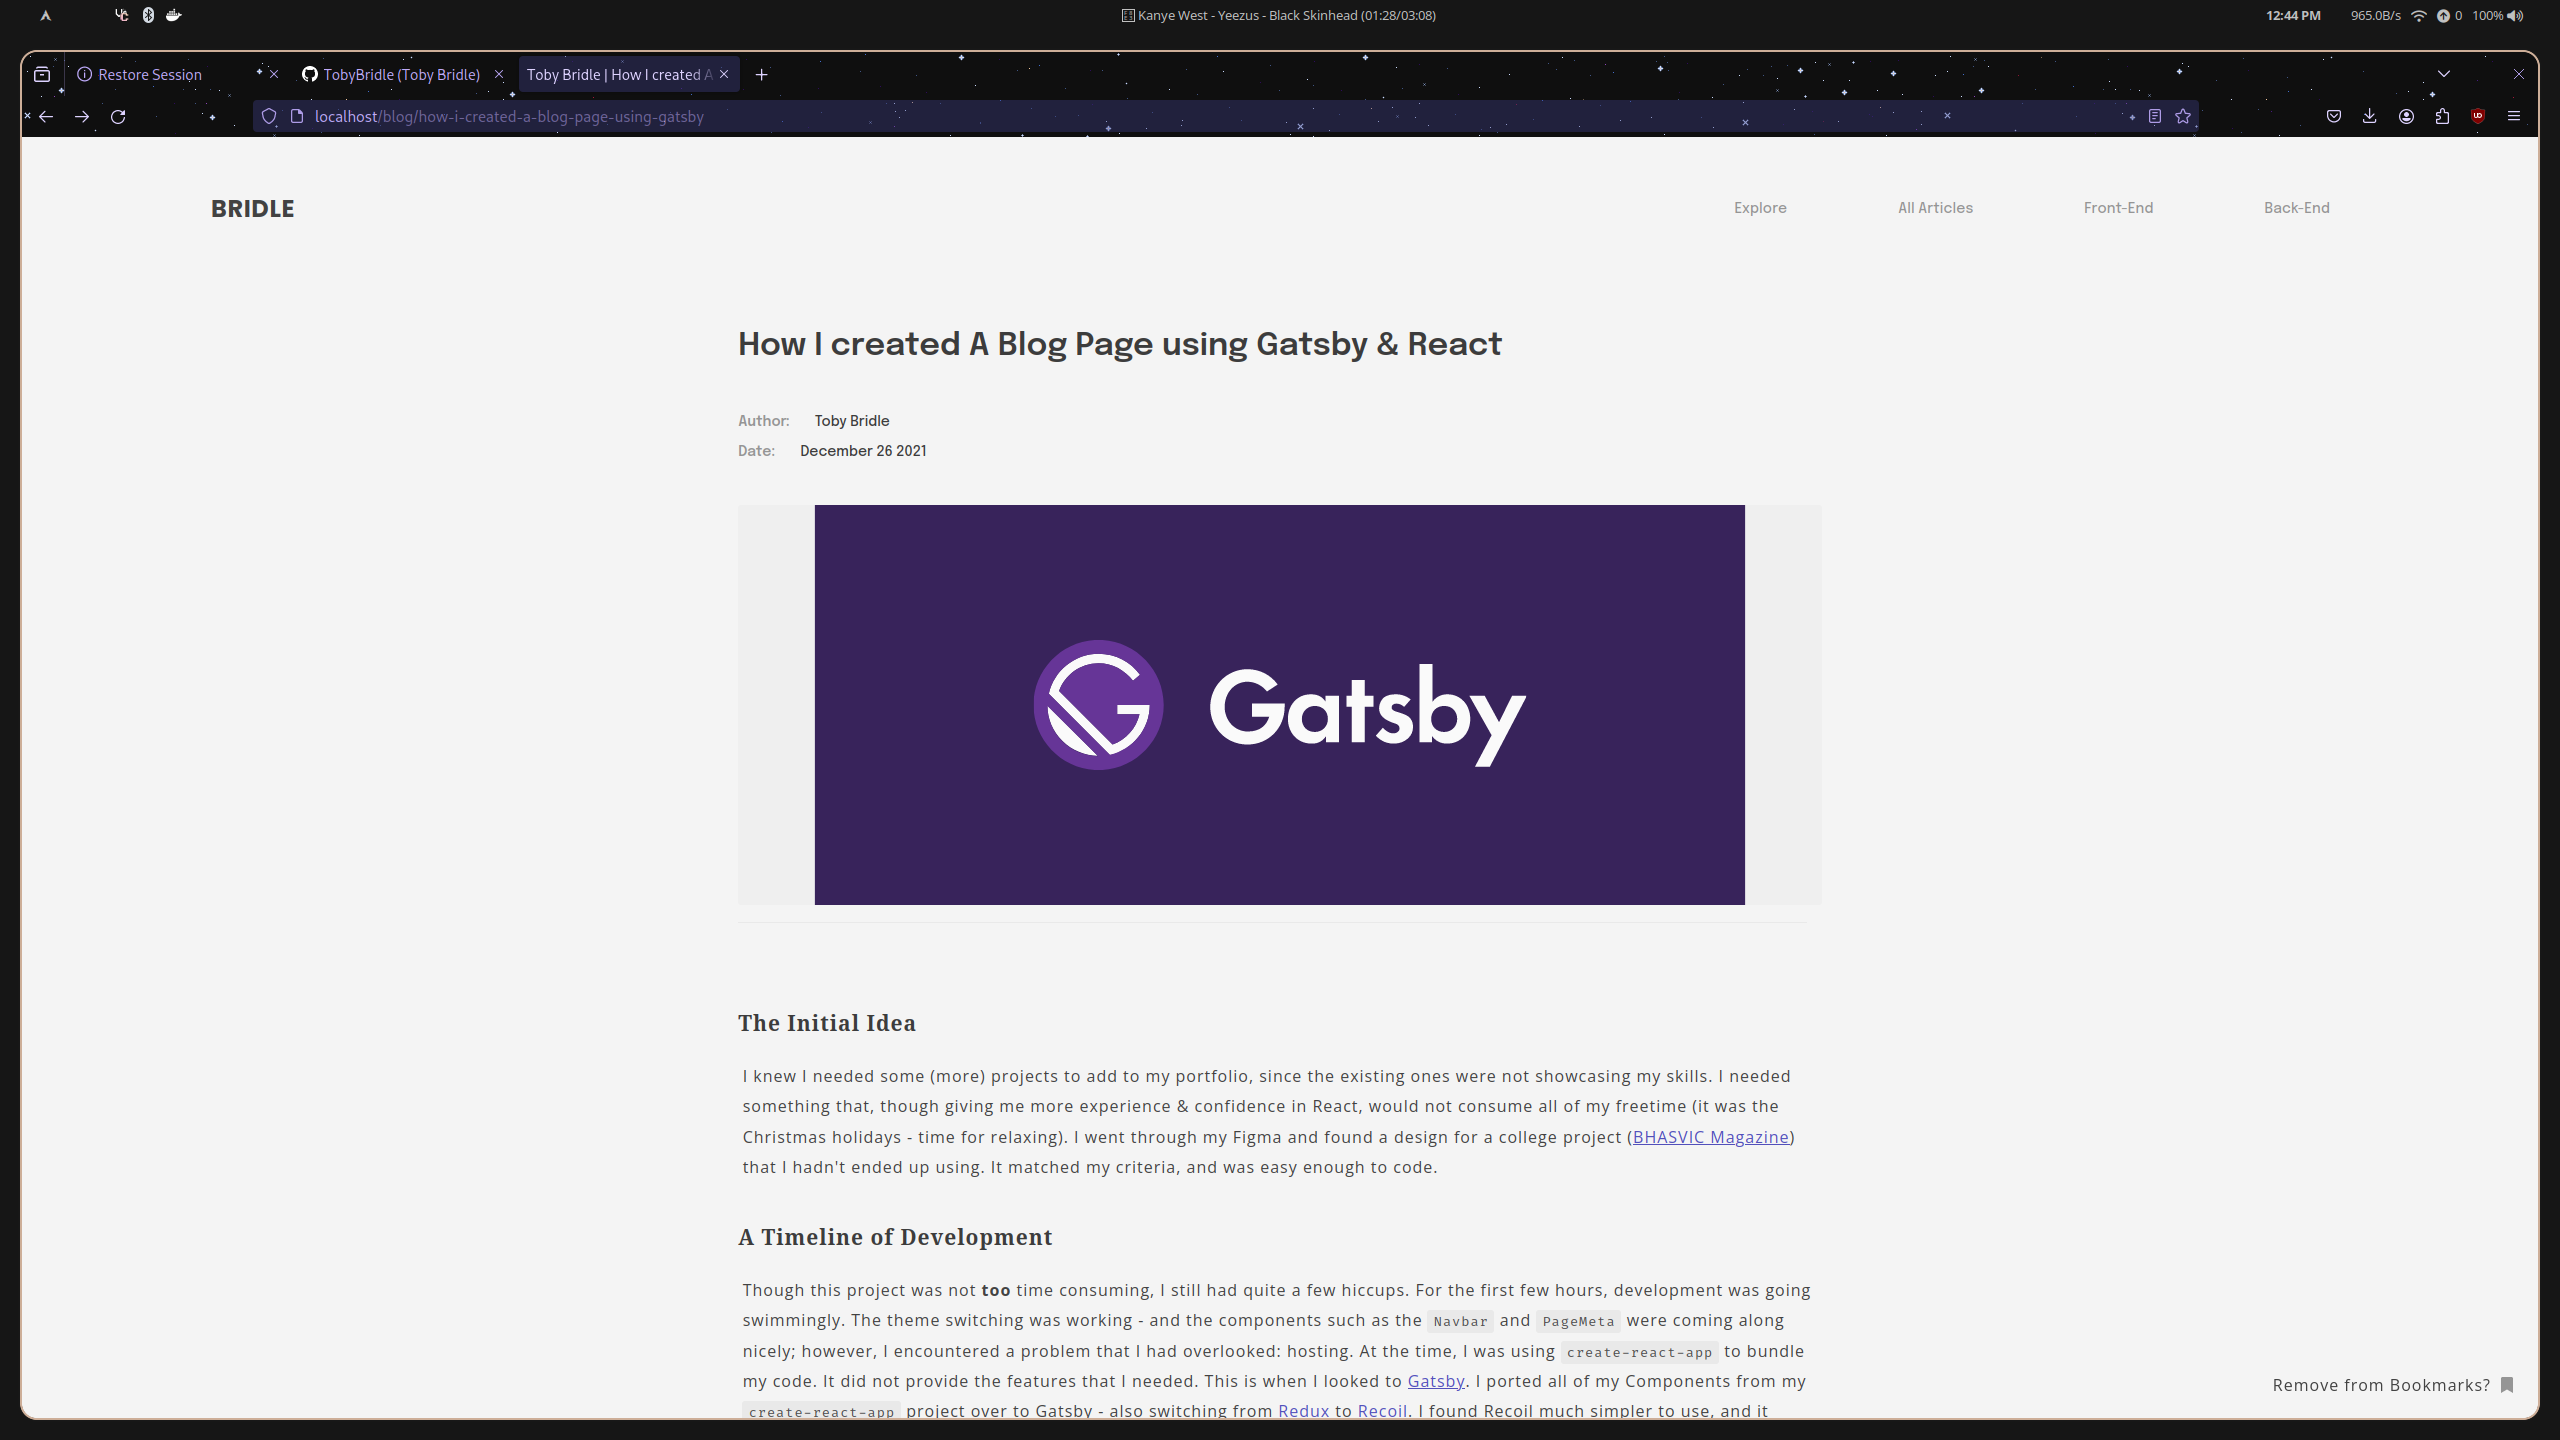 Kanye West - Yeezus - Black Skinhead (01:28/03:08)
12:44 PM 965.0B/s 0 100%
Restore Session TobyBridle (Toby Bridle) Toby Bridle | How I created A
localhost/blog/how-i-created-a-blog-page-using-gatsby
BRIDLE Explore All Articles Front-End Back-End
How I created A Blog Page using Gatsby & React
Author: Toby Bridle
Date: December 26 2021
Gatsby
The Initial Idea
I knew I needed some (more) projects to add to my portfolio, since the existing ones were not showcasing my skills. I needed
something that, though giving me more experience & confidence in React, would not consume all of my freetime (it was the
Christmas holidays - time for relaxing). I went through my Figma and found a design for a college project (BHASVIC Magazine)
that I hadn't ended up using. It matched my criteria, and was easy enough to code.
A Timeline of Development
Though this project was not too time consuming, I still had quite a few hiccups. For the first few hours, development was going
swimmingly. The theme switching was working - and the components such as the Navbar and PageMeta were coming along
nicely; however, I encountered a problem that I had overlooked: hosting. At the time, I was using create-react-app to bundle
my code. It did not provide the features that I needed. This is when I looked to Gatsby. I ported all of my Components from my
create-react-app project over to Gatsby - also switching from Redux to Recoil. I found Recoil much simpler to use, and it
Remove from Bookmarks?